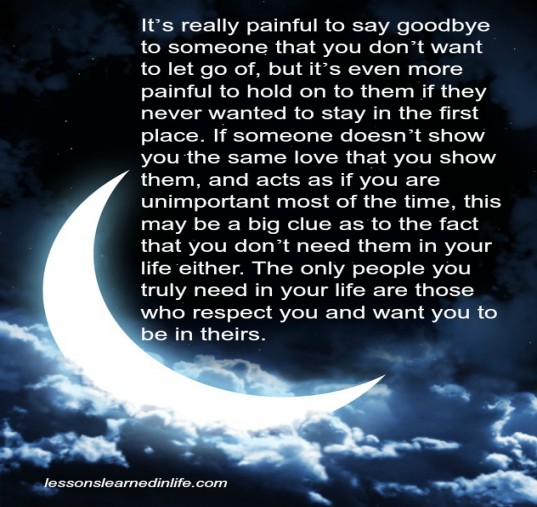 It's really painful to say goodbye
to someone that you don't want
to let go of, but it's even more
painful to hold on to them if they
never wanted to stay in the first
place. If someone doesn't show
you the same love that you show
them, and acts as if you are
unimportant most of the time, this
may be a big clue as to the fact
that you don't need them in your
life either. The only people you
truly need in your life are those
who respect you and want you to
be in theirs.
lessonslearnedinlife.com